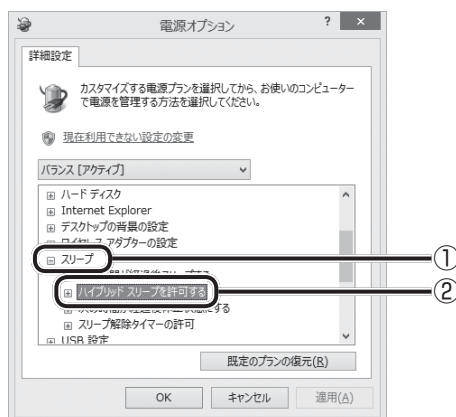 電源オプション
? ×
詳細設定
カスタマイズする電源プランを選択してから、お使いのコンピューター
で電源を管理する方法を選択してください。
現在利用できない設定の変更
バランス [アクティブ]
ハード ディスク
Internet Explorer
デスクトップの背景の設定
ワイヤレス アダプターの設定
スリープ
①
ハイブリッド スリープを許可する
②
スリープ解除タイマーの許可
USB 設定
既定のプランの復元(R)
OK キャンセル 適用(A)